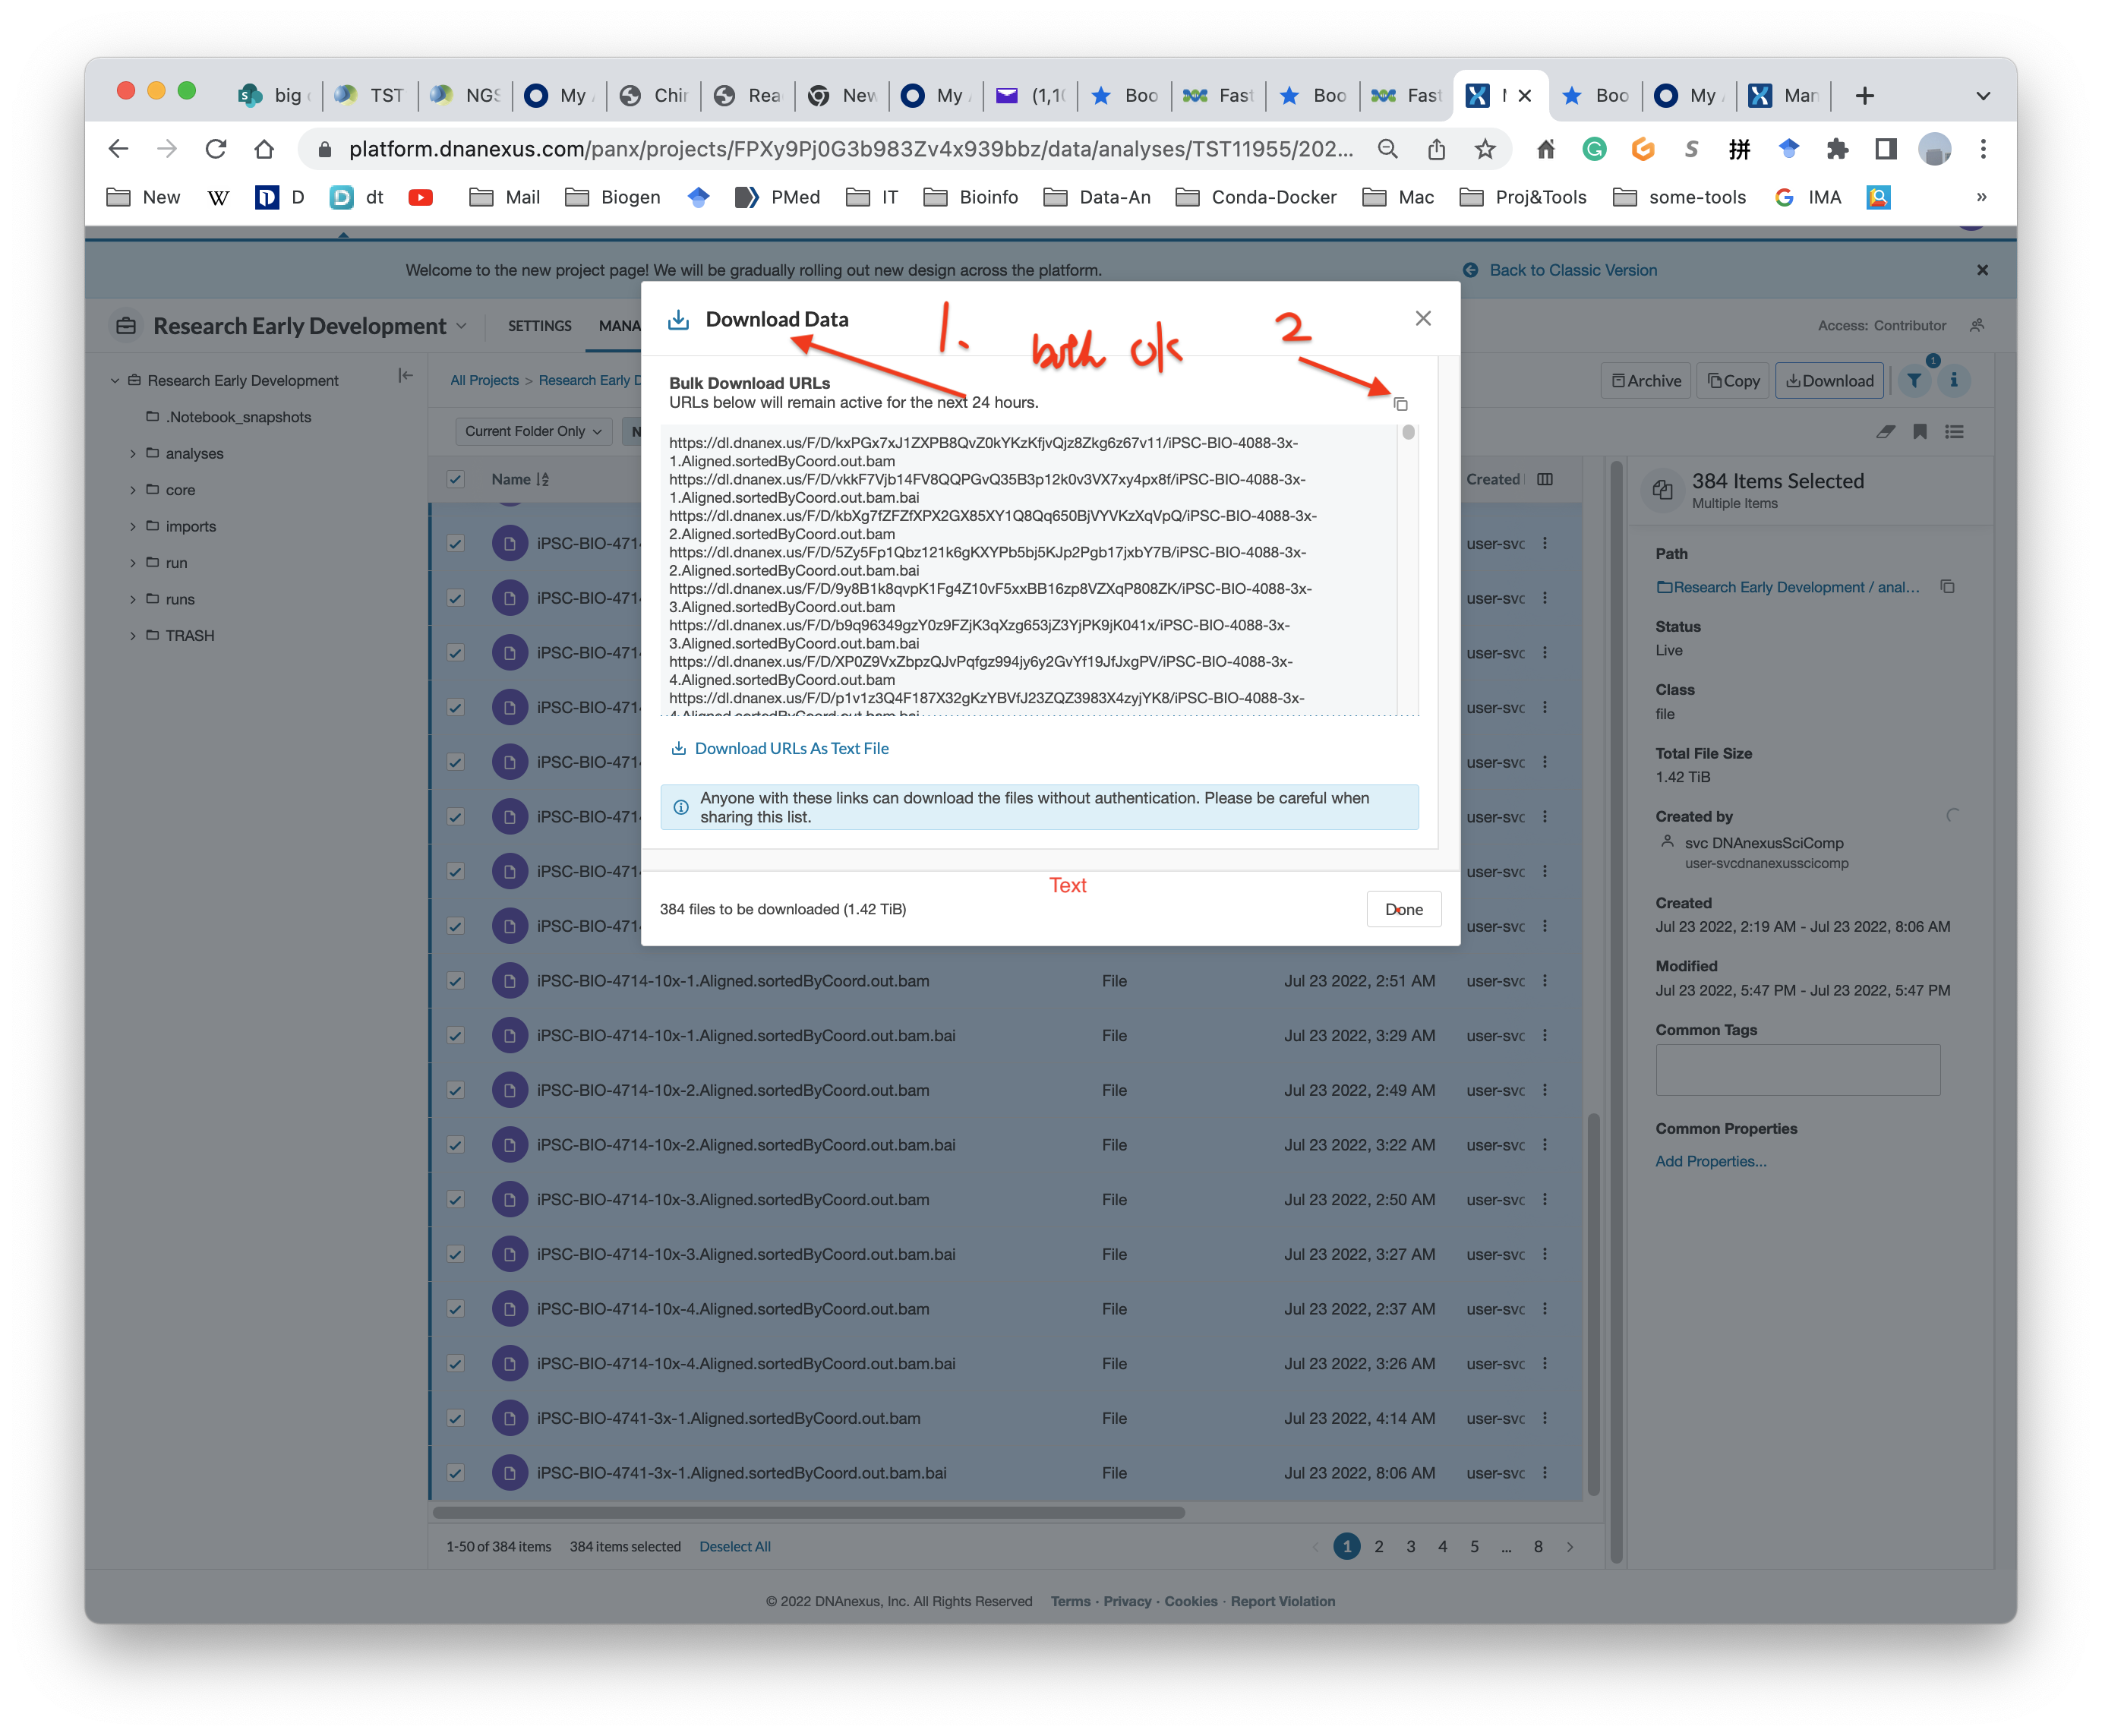 big
TST
NGS
My
Chir
Rea
New
My
(1,1
Boo
Fast
Boo
Fast
Boo
My
Man
platform.dnanexus.com/panx/projects/FPXy9Pj0G3b983Zv4x939bbz/data/analyses/TST11955/202...
New
D
dt
Mail
Biogen
PMed
IT
Bioinfo
Data-An
Conda-Docker
Mac
Proj&Tools
some-tools
IMA
»
Welcome to the new project page! We will be gradually rolling out new design across the platform.
Back to Classic Version
Research Early Development
SETTINGS
MANA
Access: Contributor
Download Data
1.
both ok
2
Research Early Development
.Notebook_snapshots
analyses
core
imports
run
runs
TRASH
All Projects > Research Early D
Archive
Copy
Download
1
Current Folder Only
N
Name
Created
Bulk Download URLs
URLs below will remain active for the next 24 hours.
https://dl.dnanex.us/F/D/kxPGx7xJ1ZXPB8QvZ0kYKzKfjvQjz8Zkg6z67v11/iPSC-BIO-4088-3x-
1.Aligned.sortedByCoord.out.bam
https://dl.dnanex.us/F/D/vkkF7Vjb14FV8QQPGvQ35B3p12k0v3VX7xy4px8f/iPSC-BIO-4088-3x-
1.Aligned.sortedByCoord.out.bam.bai
https://dl.dnanex.us/F/D/kbXg7fZFZfXPX2GX85XY1Q8Qq650BjVYVKzXqVpQ/iPSC-BIO-4088-3x-
2.Aligned.sortedByCoord.out.bam
https://dl.dnanex.us/F/D/5Zy5Fp1Qbz121k6gKXYPb5bj5KJp2Pgb17jxbY7B/iPSC-BIO-4088-3x-
2.Aligned.sortedByCoord.out.bam.bai
https://dl.dnanex.us/F/D/9y8B1k8qvpK1Fg4Z10vF5xxBB16zp8VZXqP808ZK/iPSC-BIO-4088-3x-
3.Aligned.sortedByCoord.out.bam
https://dl.dnanex.us/F/D/b9q96349gzY0z9FZjK3qXzg653jZ3YjPK9jK041x/iPSC-BIO-4088-3x-
3.Aligned.sortedByCoord.out.bam.bai
https://dl.dnanex.us/F/D/XP0Z9VxZbpzQJvPqfgz994jy6y2GvYf19JfJxgPV/iPSC-BIO-4088-3x-
4.Aligned.sortedByCoord.out.bam
https://dl.dnanex.us/F/D/p1v1z3Q4F187X32gKzYBVfJ23ZQZ3983X4zyjYK8/iPSC-BIO-4088-3x-
4.Aligned.sortedByCoord.out.bam.bai
Download URLs As Text File
Anyone with these links can download the files without authentication. Please be careful when
sharing this list.
Text
384 files to be downloaded (1.42 TiB)
Done
iPSC-BIO-471
user-svc
iPSC-BIO-471
user-svc
iPSC-BIO-471
user-svc
iPSC-BIO-471
user-svc
iPSC-BIO-471
user-svc
iPSC-BIO-471
user-svc
iPSC-BIO-471
user-svc
iPSC-BIO-471
user-svc
iPSC-BIO-4714-10x-1.Aligned.sortedByCoord.out.bam File Jul 23 2022, 2:51 AM user-svc
iPSC-BIO-4714-10x-1.Aligned.sortedByCoord.out.bam.bai File Jul 23 2022, 3:29 AM user-svc
iPSC-BIO-4714-10x-2.Aligned.sortedByCoord.out.bam File Jul 23 2022, 2:49 AM user-svc
iPSC-BIO-4714-10x-2.Aligned.sortedByCoord.out.bam.bai File Jul 23 2022, 3:22 AM user-svc
iPSC-BIO-4714-10x-3.Aligned.sortedByCoord.out.bam File Jul 23 2022, 2:50 AM user-svc
iPSC-BIO-4714-10x-3.Aligned.sortedByCoord.out.bam.bai File Jul 23 2022, 3:27 AM user-svc
iPSC-BIO-4714-10x-4.Aligned.sortedByCoord.out.bam File Jul 23 2022, 2:37 AM user-svc
iPSC-BIO-4714-10x-4.Aligned.sortedByCoord.out.bam.bai File Jul 23 2022, 3:26 AM user-svc
iPSC-BIO-4741-3x-1.Aligned.sortedByCoord.out.bam File Jul 23 2022, 4:14 AM user-svc
iPSC-BIO-4741-3x-1.Aligned.sortedByCoord.out.bam.bai File Jul 23 2022, 8:06 AM user-svc
1-50 of 384 items 384 items selected Deselect All
1 2 3 4 5 ... 8
384 Items Selected
Multiple Items
Path
Research Early Development / anal...
Status
Live
Class
file
Total File Size
1.42 TiB
Created by
svc DNAnexusSciComp
user-svcdnanexusscicomp
Created
Jul 23 2022, 2:19 AM - Jul 23 2022, 8:06 AM
Modified
Jul 23 2022, 5:47 PM - Jul 23 2022, 5:47 PM
Common Tags
Common Properties
Add Properties...
© 2022 DNAnexus, Inc. All Rights Reserved Terms · Privacy · Cookies · Report Violation